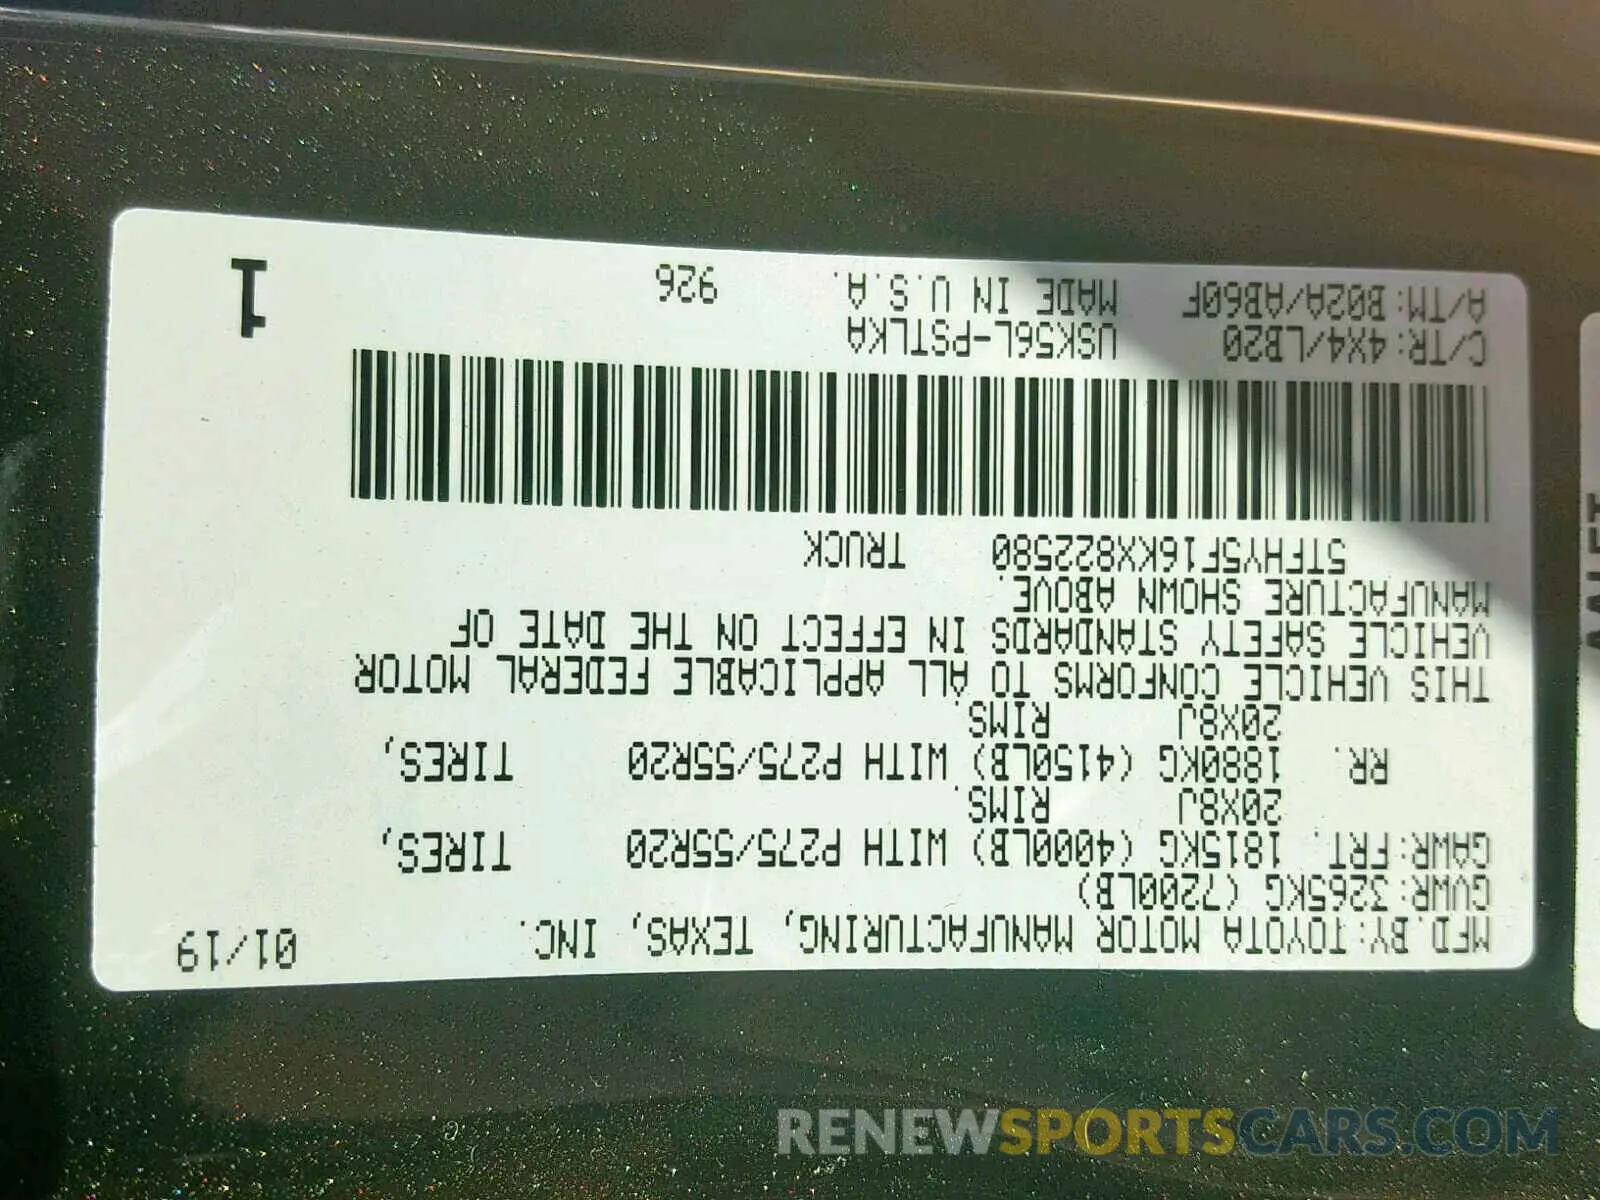 MFD.BY:TOYOTA MOTOR MANUFACTURING, TEXAS, INC. 01/19
GVWR:3265KG (7200LB)
GAWR:FRT. 1815KG (4000LB) WITH P275/55R20 TIRES,
20X8J RIMS
RR. 1880KG (4150LB) WITH P275/55R20 TIRES,
20X8J RIMS.
THIS VEHICLE CONFORMS TO ALL APPLICABLE FEDERAL MOTOR
VEHICLE SAFETY STANDARDS IN EFFECT ON THE DATE OF
MANUFACTURE SHOWN ABOVE.
5TFHY5F16KX822580 TRUCK
C/TR:4X4/LB20 USK56L-PSTLKA
A/TM:B02A/AB60F MADE IN U.S.A. 926
1
RENEWSPORTSCARS.COM